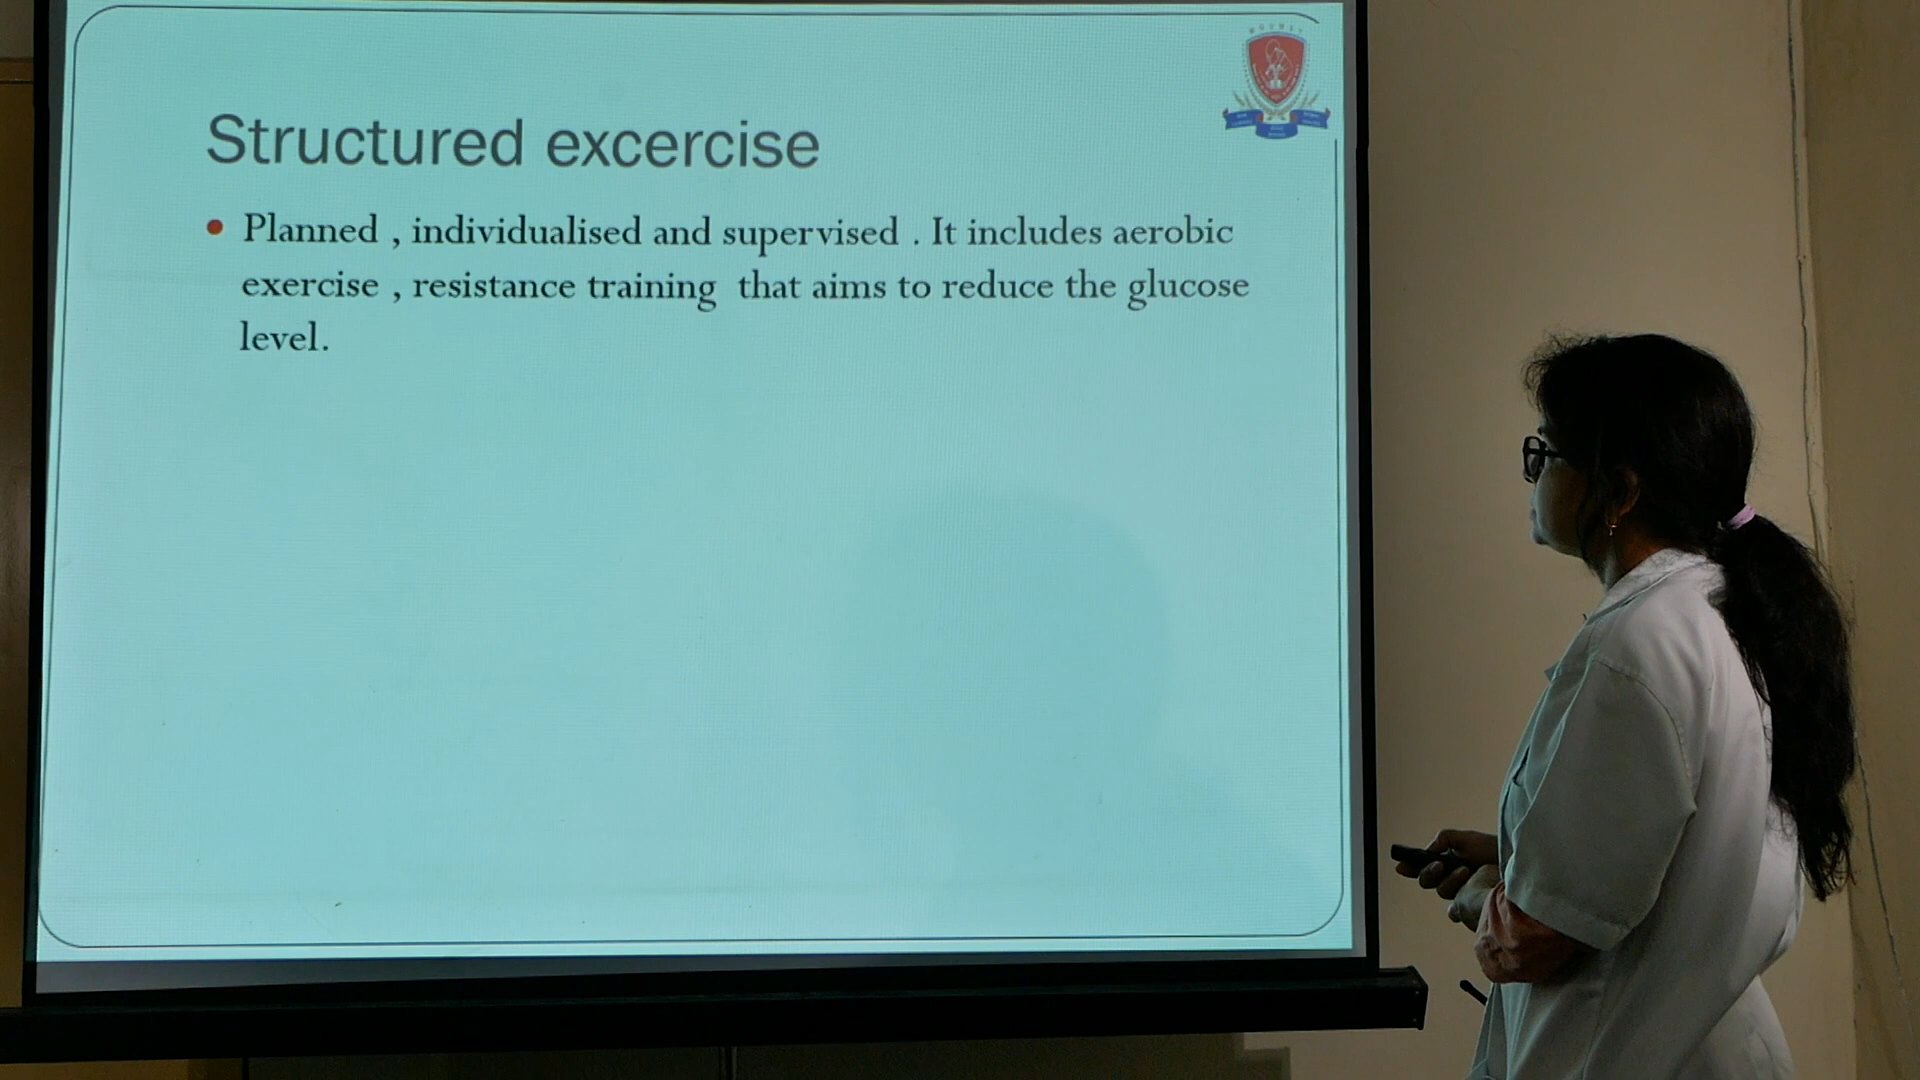 Structured excercise
Planned , individualised and supervised . It includes aerobic
exercise , resistance training that aims to reduce the glucose
level.